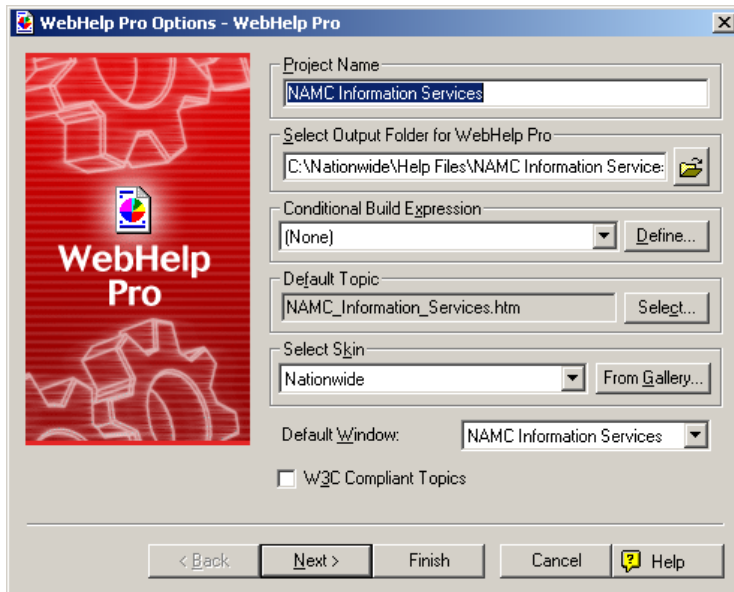 WebHelp Pro Options - WebHelp Pro
Project Name
NAMC Information Services
Select Output Folder for WebHelp Pro
C:\Nationwide\Help Files\NAMC Information Service
Conditional Build Expression
(None)
Define...
Default Topic
NAMC_Information_Services.htm
Select...
Select Skin
Nationwide
From Gallery...
Default Window:
NAMC Information Services
W3C Compliant Topics
WebHelp
Pro
< Back
Next >
Finish
Cancel
Help